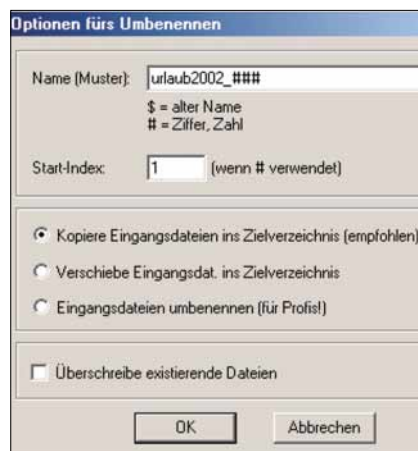 Optionen fürs Umbenennen
Name (Muster): urlaub2002_###
$ = alter Name
# = Ziffer, Zahl
Start-Index: 1 (wenn # verwendet)
Kopiere Eingangsdateien ins Zielverzeichnis (empfohlen)
Verschiebe Eingangsdat. ins Zielverzeichnis
Eingangsdateien umbenennen (für Profis!)
Überschreibe existierende Dateien
OK Abbrechen